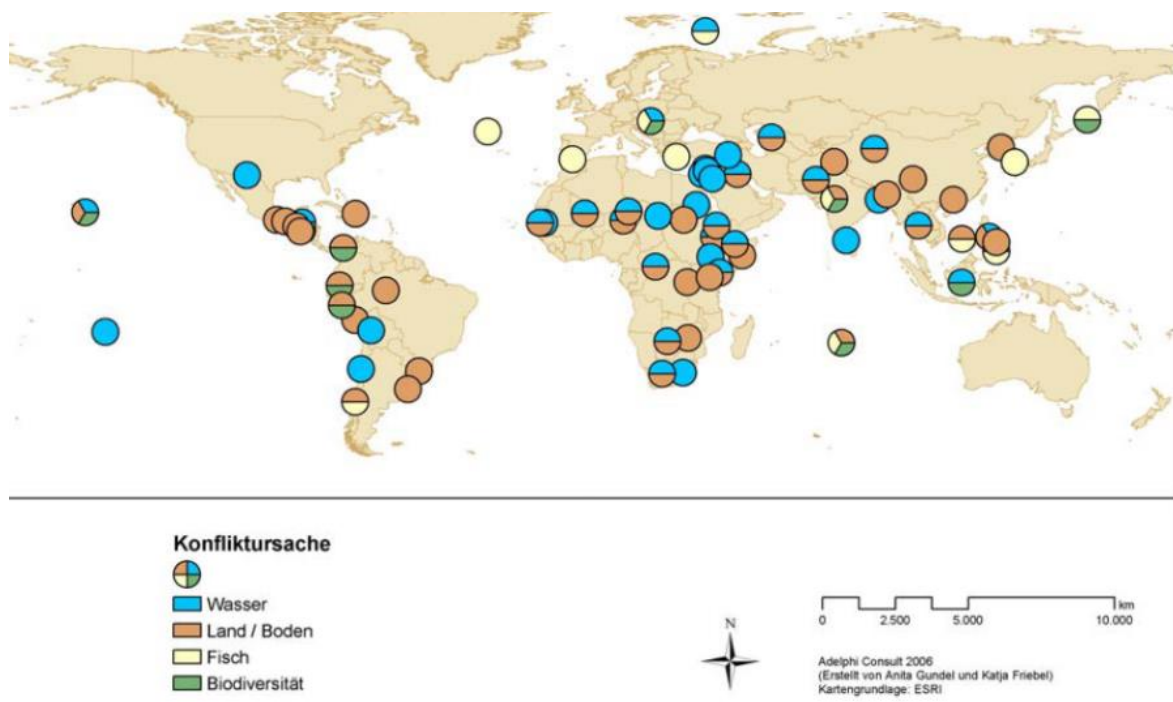 Konfliktursache
Wasser
Land / Boden
Fisch
Biodiversität
N
km
0 2.500 5.000 10.000
Adelphi Consult 2006
(Erstellt von Anita Gundel und Katja Friebel)
Kartengrundlage: ESRI